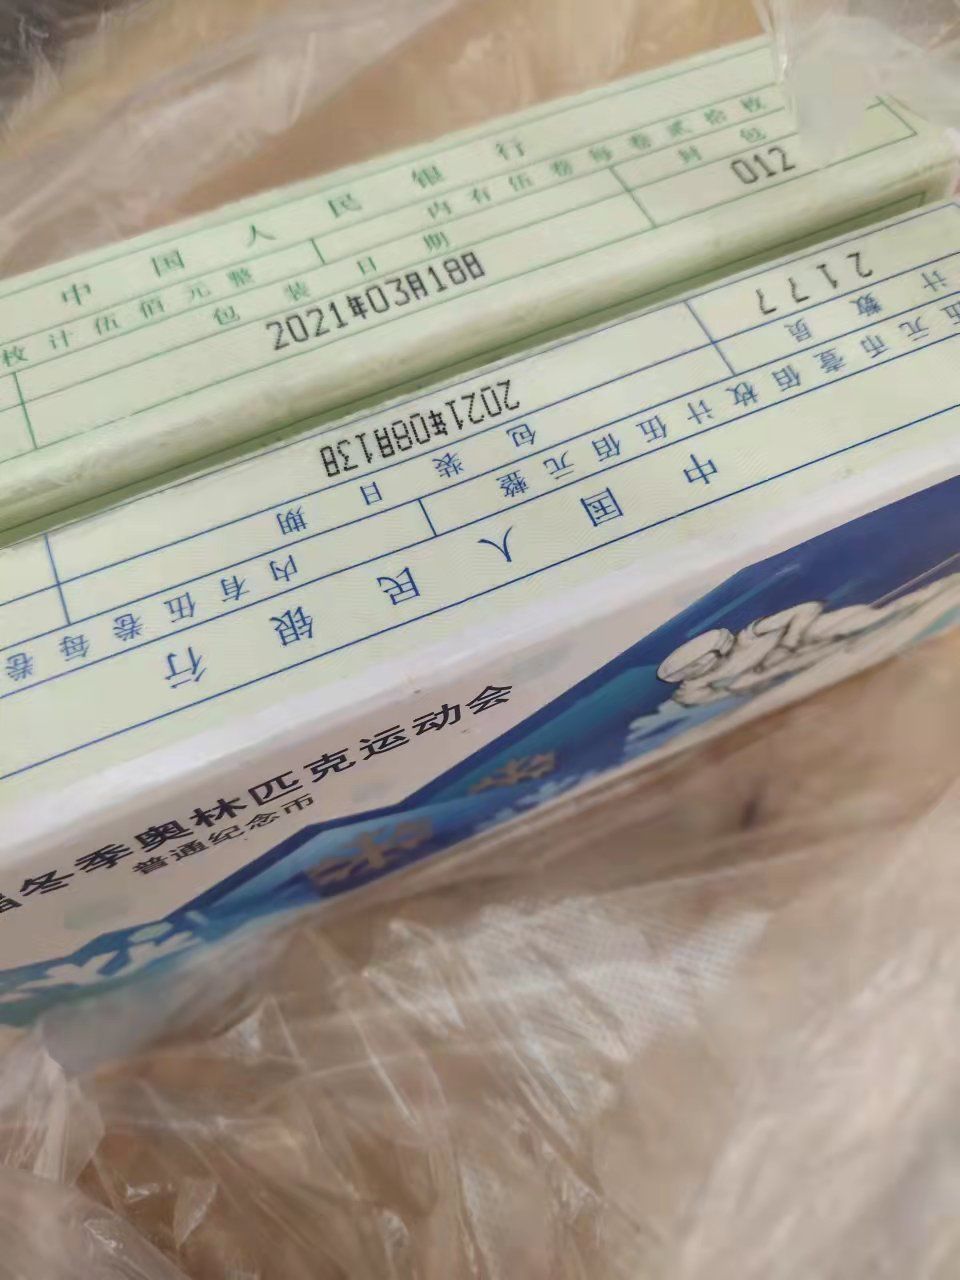 中国人民银行
枚计伍佰元整 内有伍卷每卷贰拾枚
包装日期 封包
2021年03月18日 012
中国人民银行
伍元币壹佰枚计伍佰元整 内有伍卷每卷
计数员 包装日期
2177 2021年08月13日
届冬季奥林匹克运动会
普通纪念币